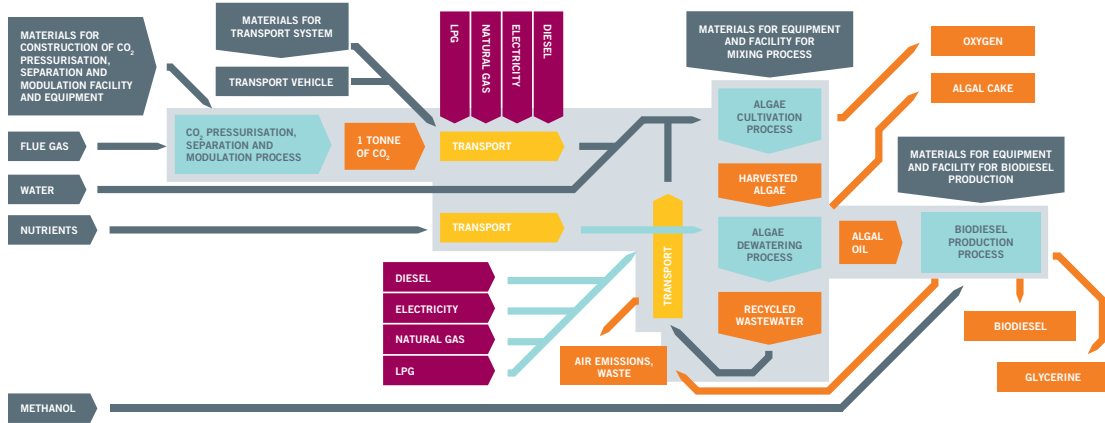 MATERIALS FOR
CONSTRUCTION OF CO₂
PRESSURISATION,
SEPARATION AND
MODULATION FACILITY
AND EQUIPMENT
MATERIALS FOR
TRANSPORT SYSTEM
TRANSPORT VEHICLE
LPG
NATURAL GAS
ELECTRICITY
DIESEL
MATERIALS FOR EQUIPMENT
AND FACILITY FOR
MIXING PROCESS
OXYGEN
ALGAL CAKE
FLUE GAS
CO₂ PRESSURISATION,
SEPARATION AND
MODULATION PROCESS
1 TONNE
OF CO₂
TRANSPORT
ALGAE
CULTIVATION
PROCESS
MATERIALS FOR EQUIPMENT
AND FACILITY FOR BIODIESEL
PRODUCTION
WATER
HARVESTED
ALGAE
NUTRIENTS
TRANSPORT
TRANSPORT
ALGAE
DEWATERING
PROCESS
ALGAL
OIL
BIODIESEL
PRODUCTION
PROCESS
DIESEL
ELECTRICITY
NATURAL GAS
LPG
RECYCLED
WASTEWATER
AIR EMISSIONS,
WASTE
BIODIESEL
GLYCERINE
METHANOL